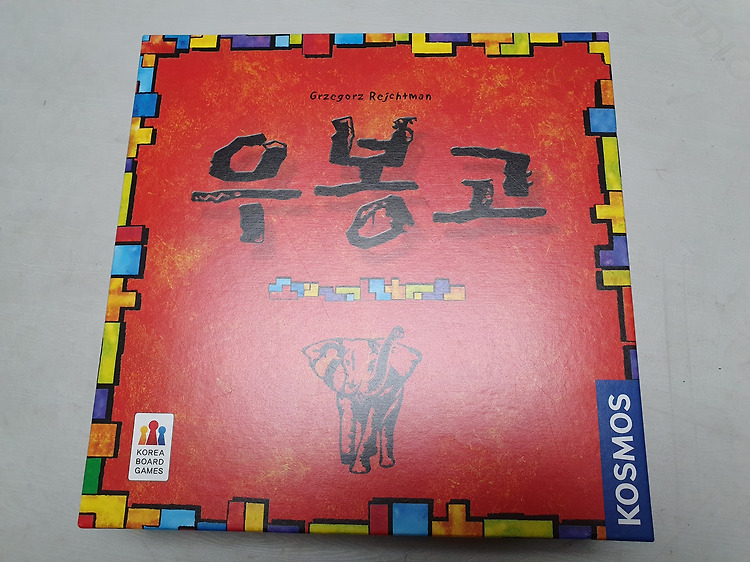 Grzegorz Rejchtman
우봉고
KOREA
BOARD
GAMES
KOSMOS